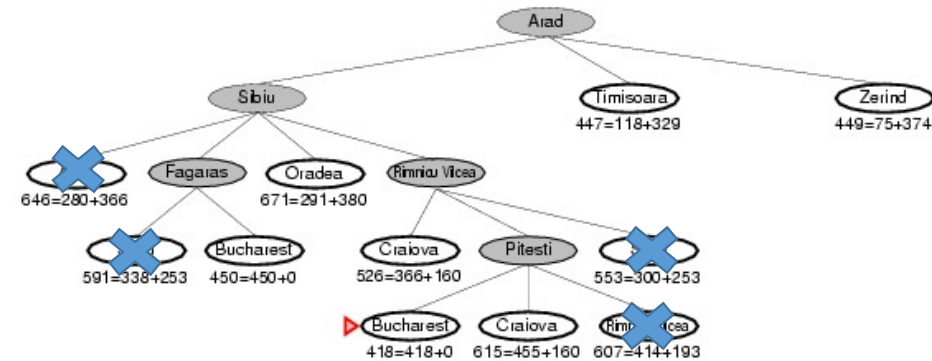 Arad
Sibiu
Timisoara
Zerind
447=118+329
449=75+374
Fagaras
Oradea
Rimnicu Vilcea
646=280+366
671=291+380
Bucharest
Craiova
Pitesti
591=338+253
450=450+0
526=366+160
553=300+253
Bucharest
Craiova
418=418+0
615=455+160
607=414+193